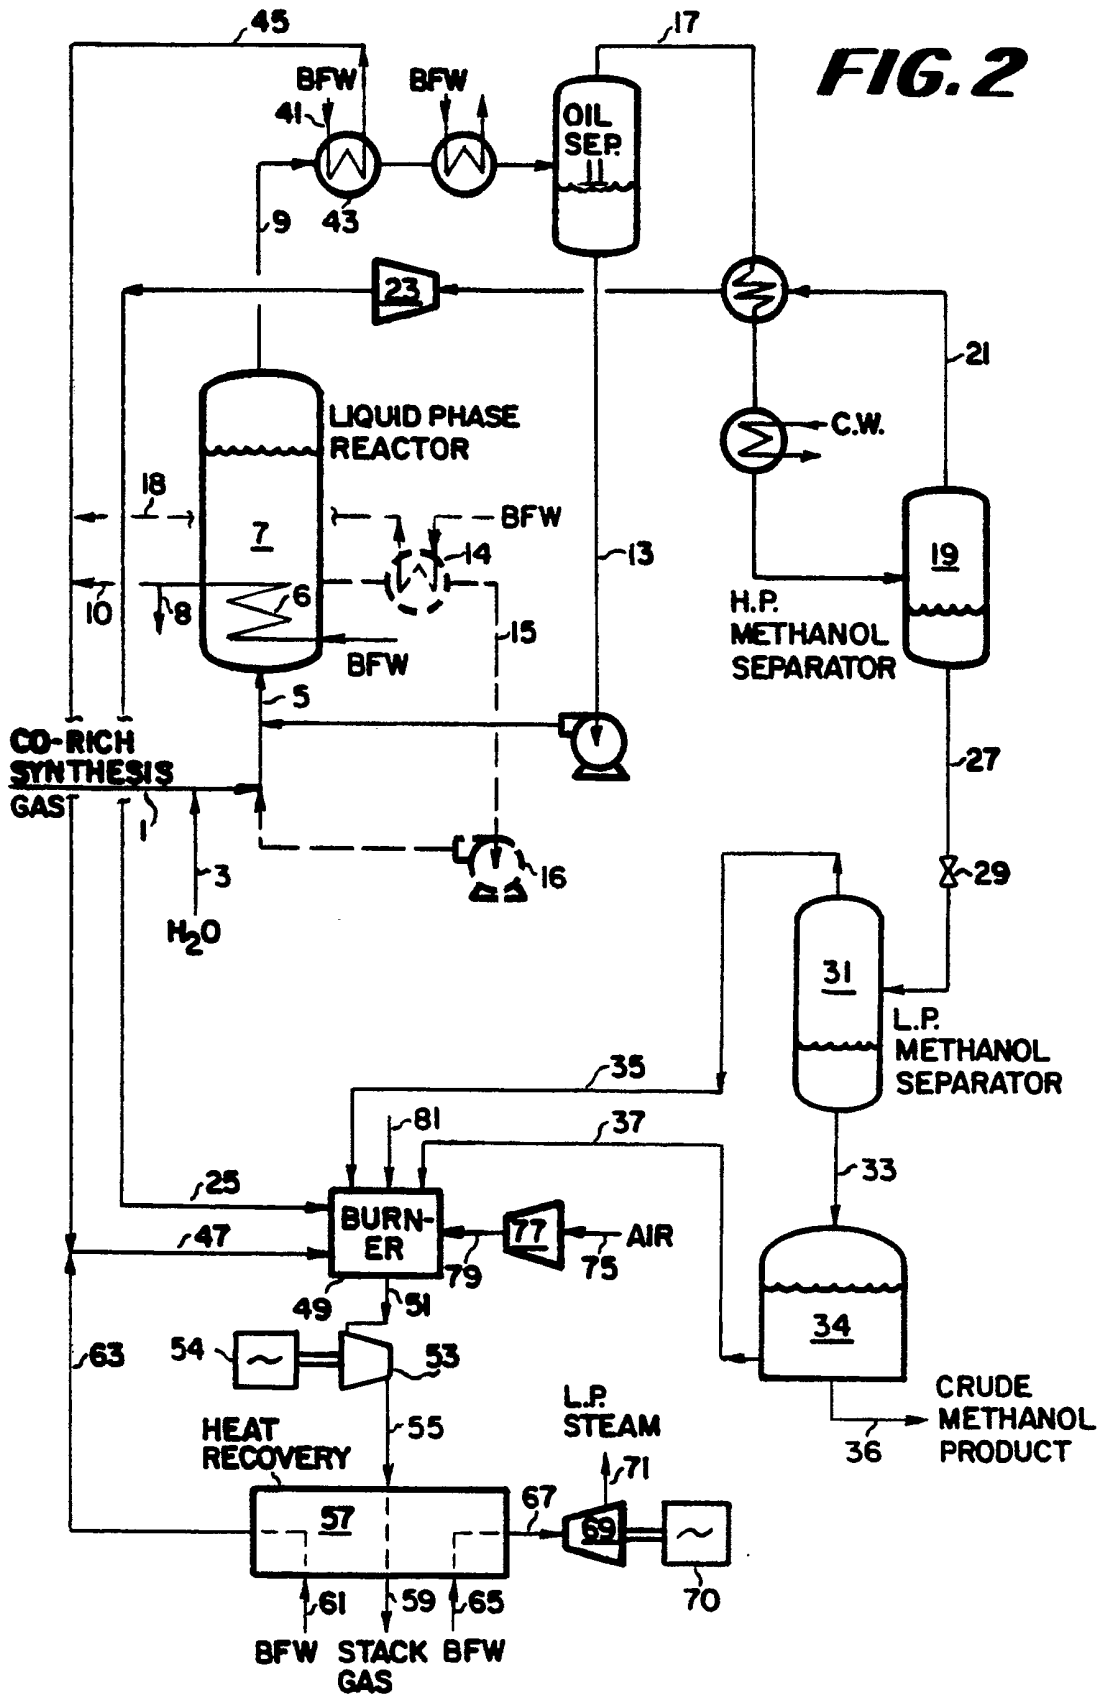 45
17
FIG. 2
BFW
BFW
41
OIL
SEP.
11
9
43
23
21
LIQUID PHASE
REACTOR
C.W.
18
7
BFW
14
13
19
10
8
6
15
H.P.
METHANOL
SEPARATOR
BFW
5
CO-RICH
SYNTHESIS
GAS
1
27
3
16
29
H2O
31
L.P.
METHANOL
SEPARATOR
35
81
37
33
25
BURN-
ER
77
AIR
47
79
75
49
51
34
54
53
63
L.P.
STEAM
CRUDE
METHANOL
PRODUCT
36
HEAT
RECOVERY
55
71
57
67
69
61
59
65
70
BFW
STACK
GAS
BFW